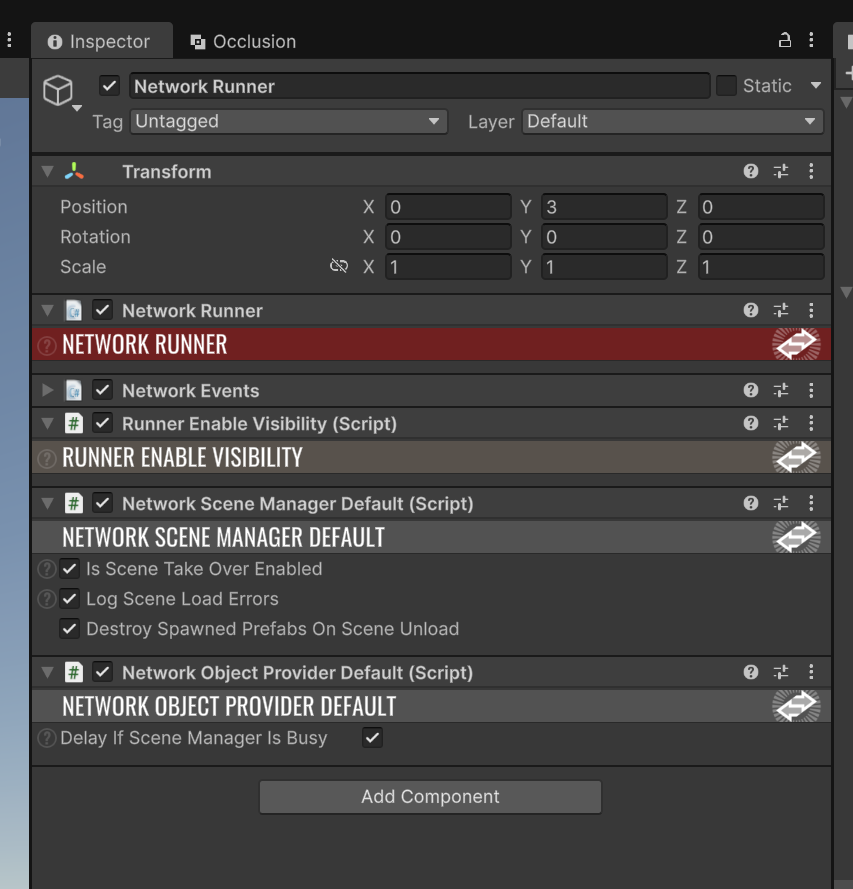 Inspector
Occlusion
Network Runner
Static
Tag Untagged
Layer Default
Transform
Position X 0 Y 3 Z 0
Rotation X 0 Y 0 Z 0
Scale X 1 Y 1 Z 1
Network Runner
NETWORK RUNNER
Network Events
Runner Enable Visibility (Script)
RUNNER ENABLE VISIBILITY
Network Scene Manager Default (Script)
NETWORK SCENE MANAGER DEFAULT
Is Scene Take Over Enabled
Log Scene Load Errors
Destroy Spawned Prefabs On Scene Unload
Network Object Provider Default (Script)
NETWORK OBJECT PROVIDER DEFAULT
Delay If Scene Manager Is Busy
Add Component